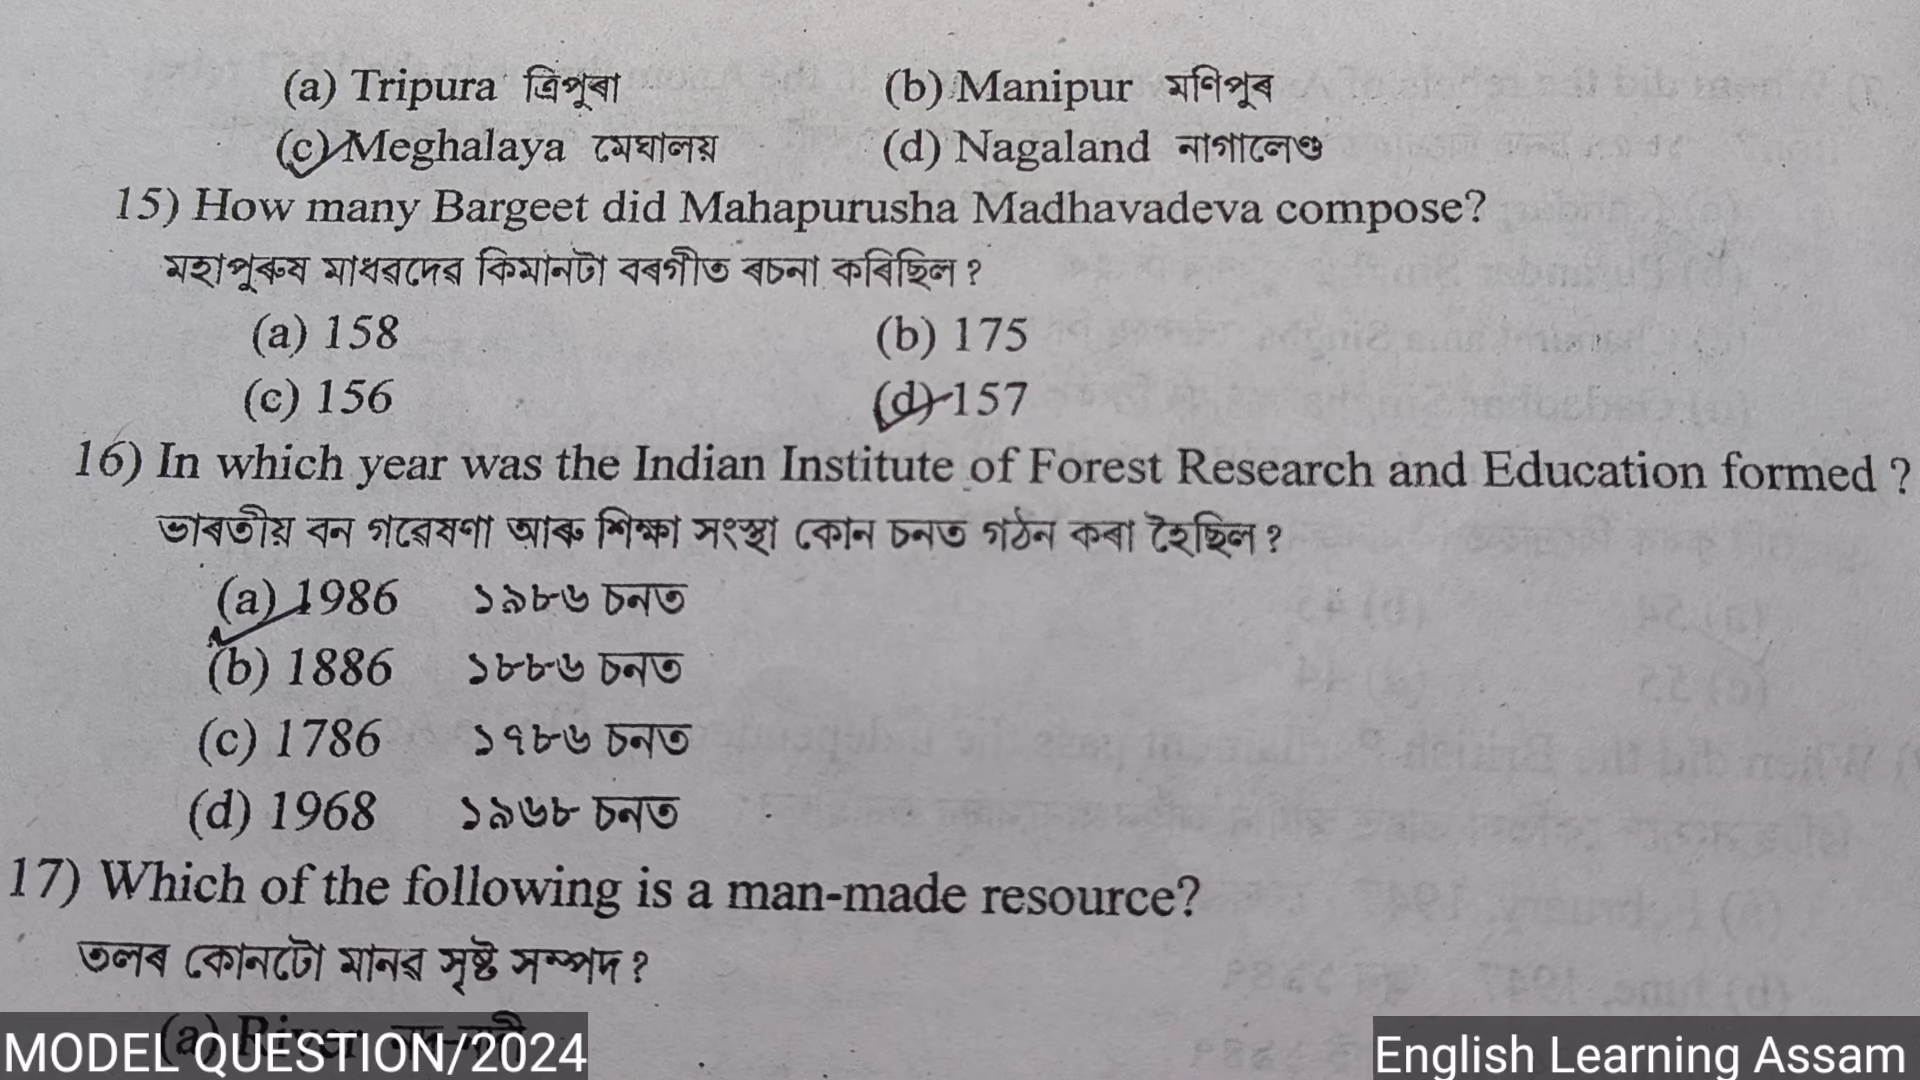 (a) Tripura ত্ৰিপুৰা (b) Manipur মণিপুৰ
(c) Meghalaya মেঘালয় (d) Nagaland নাগালেণ্ড
15) How many Bargeet did Mahapurusha Madhavadeva compose?
মহাপুৰুষ মাধৱদেৱ কিমানটা বৰগীত ৰচনা কৰিছিল ?
(a) 158 (b) 175
(c) 156 (d) 157
16) In which year was the Indian Institute of Forest Research and Education formed ?
ভাৰতীয় বন গৱেষণা আৰু শিক্ষা সংস্থা কোন চনত গঠন কৰা হৈছিল ?
(a) 1986 ১৯৮৬ চনত
(b) 1886 ১৮৮৬ চনত
(c) 1786 ১৭৮৬ চনত
(d) 1968 ১৯৬৮ চনত
17) Which of the following is a man-made resource?
তলৰ কোনটো মানৱ সৃষ্ট সম্পদ ?
(a) River নদ-নদী
MODEL QUESTION/2024
English Learning Assam